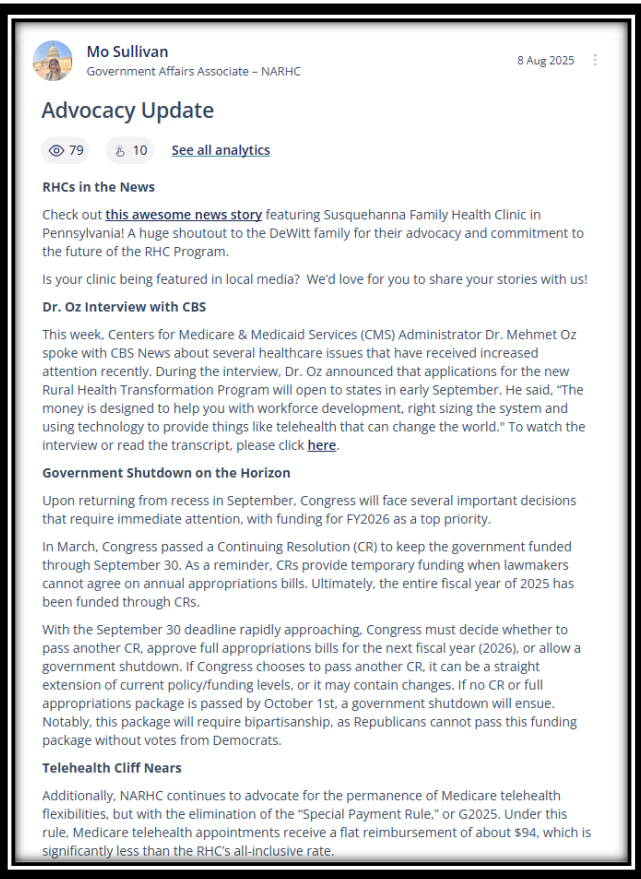 Mo Sullivan
Government Affairs Associate – NARHC
8 Aug 2025
Advocacy Update
79
10
See all analytics
RHCs in the News
Check out this awesome news story featuring Susquehanna Family Health Clinic in
Pennsylvania! A huge shoutout to the DeWitt family for their advocacy and commitment to
the future of the RHC Program.
Is your clinic being featured in local media?  We’d love for you to share your stories with us!
Dr. Oz Interview with CBS
This week, Centers for Medicare & Medicaid Services (CMS) Administrator Dr. Mehmet Oz
spoke with CBS News about several healthcare issues that have received increased
attention recently. During the interview, Dr. Oz announced that applications for the new
Rural Health Transformation Program will open to states in early September. He said, “The
money is designed to help you with workforce development, right sizing the system and
using technology to provide things like telehealth that can change the world." To watch the
interview or read the transcript, please click here.
Government Shutdown on the Horizon
Upon returning from recess in September, Congress will face several important decisions
that require immediate attention, with funding for FY2026 as a top priority.
In March, Congress passed a Continuing Resolution (CR) to keep the government funded
through September 30. As a reminder, CRs provide temporary funding when lawmakers
cannot agree on annual appropriations bills. Ultimately, the entire fiscal year of 2025 has
been funded through CRs.
With the September 30 deadline rapidly approaching, Congress must decide whether to
pass another CR, approve full appropriations bills for the next fiscal year (2026), or allow a
government shutdown. If Congress chooses to pass another CR, it can be a straight
extension of current policy/funding levels, or it may contain changes. If no CR or full
appropriations package is passed by October 1st, a government shutdown will ensue.
Notably, this package will require bipartisanship, as Republicans cannot pass this funding
package without votes from Democrats.
Telehealth Cliff Nears
Additionally, NARHC continues to advocate for the permanence of Medicare telehealth
flexibilities, but with the elimination of the “Special Payment Rule,” or G2025. Under this
rule, Medicare telehealth appointments receive a flat reimbursement of about $94, which is
significantly less than the RHC’s all-inclusive rate.